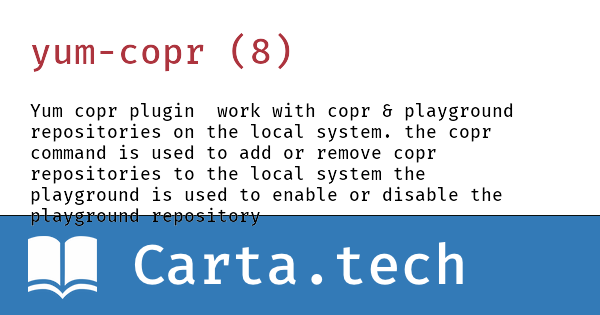 yum-copr (8)
Yum copr plugin  work with copr & playground
repositories on the local system. the copr
command is used to add or remove copr
repositories to the local system the
playground is used to enable or disable the
playground repository
Carta.tech